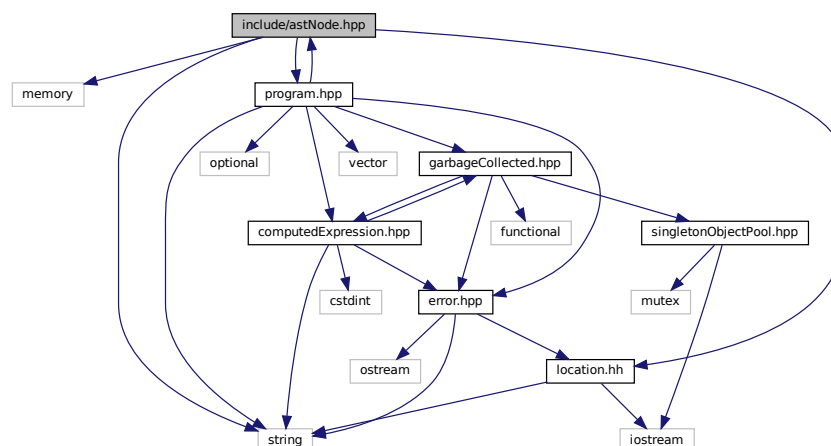 include/astNode.hpp
memory
program.hpp
optional
vector
garbageCollected.hpp
computedExpression.hpp
functional
singletonObjectPool.hpp
cstdint
error.hpp
mutex
ostream
location.hh
string
iostream